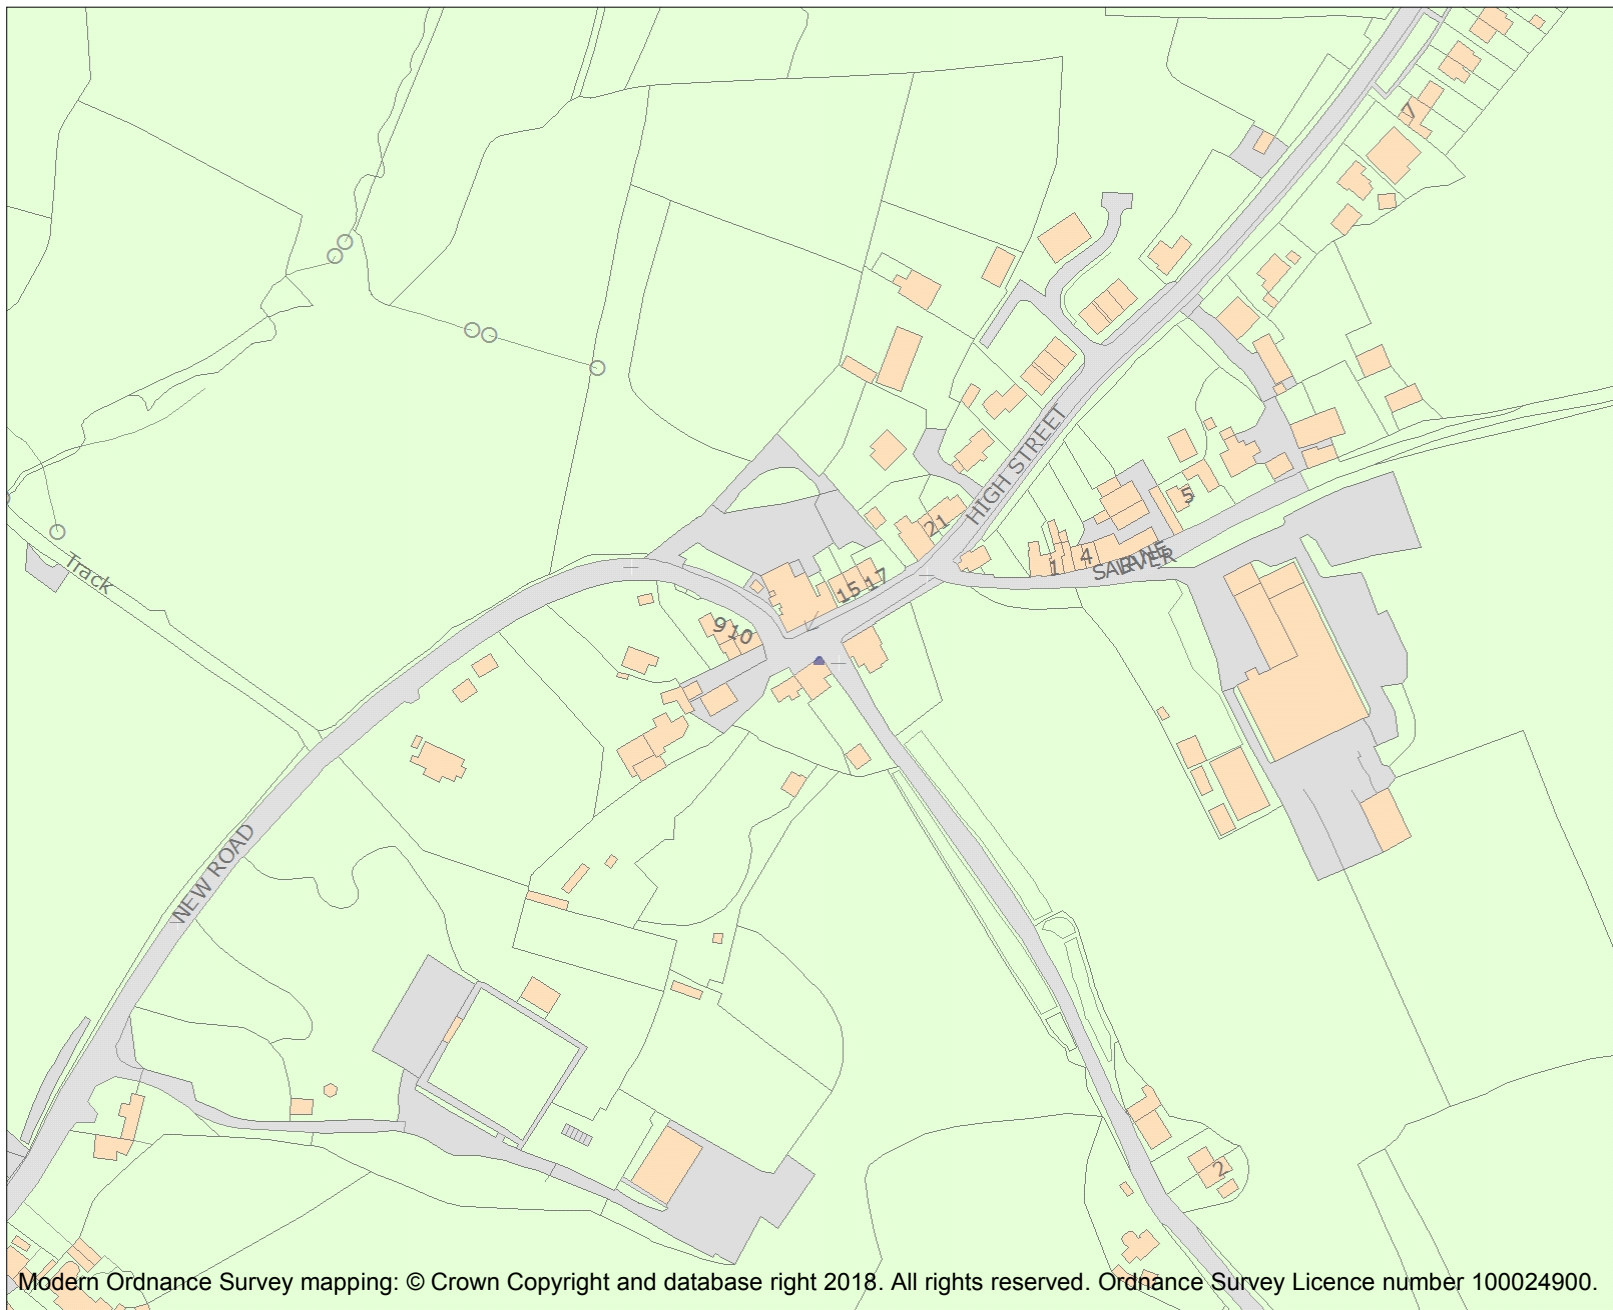 7
HIGH STREET
21
5
15 17
1
4
Track
9 10
NEW ROAD
2
Modern Ordnance Survey mapping: © Crown Copyright and database right 2018. All rights reserved. Ordnance Survey Licence number 100024900.